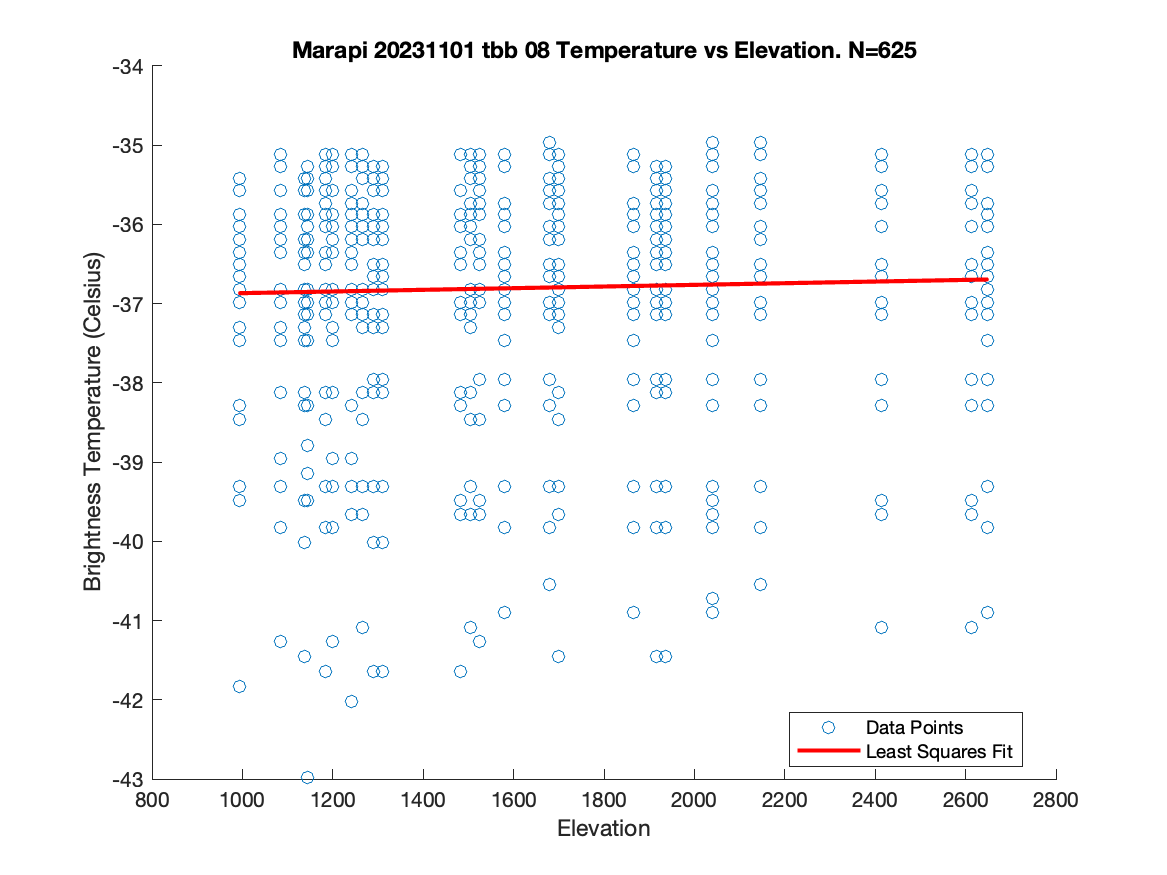 Marapi 20231101 tbb 08 Temperature vs Elevation. N=625
-34
-35
-36
-37
-38
-39
-40
-41
-42
-43
Brightness Temperature (Celsius)
Data Points
Least Squares Fit
800 1000 1200 1400 1600 1800 2000 2200 2400 2600 2800
Elevation